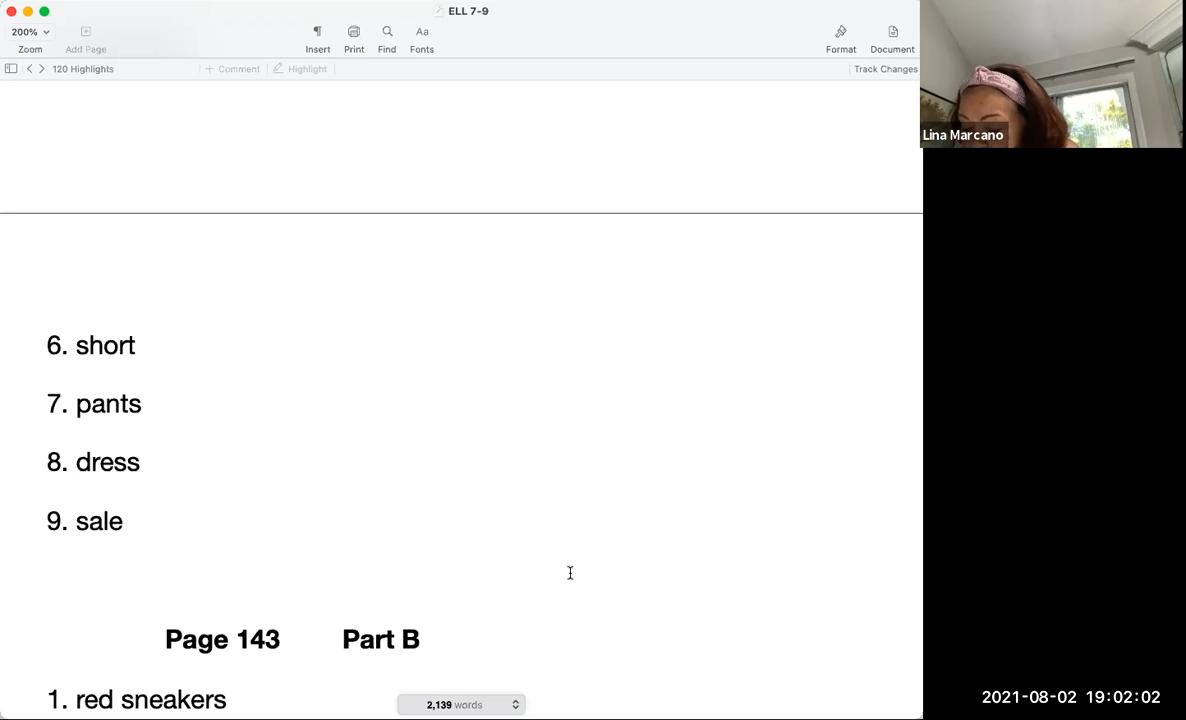 ELL 7-9
200%
Zoom
Add Page
Insert
Print
Find
Aa
Fonts
Format
Document
120 Highlights
+ Comment
Highlight
Track Changes
Lina Marcano
6. short
7. pants
8. dress
9. sale
Page 143 Part B
1. red sneakers
2,139 words
2021-08-02 19:02:02